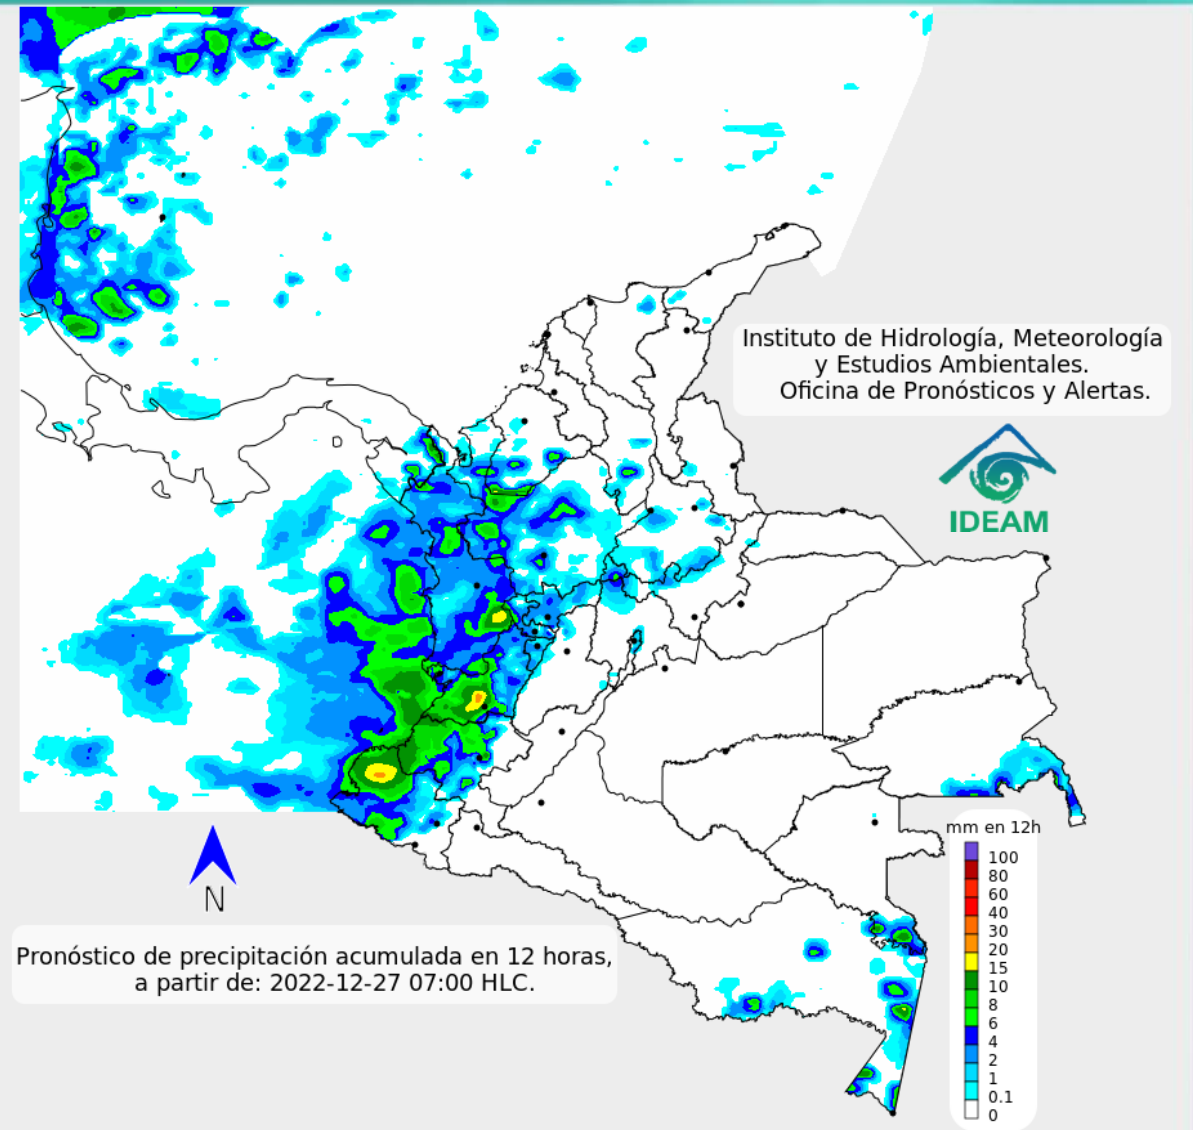 Instituto de Hidrología, Meteorología
y Estudios Ambientales.
Oficina de Pronósticos y Alertas.
IDEAM
mm en 12h
100
80
60
40
30
20
15
10
8
6
4
2
1
0.1
0
N
Pronóstico de precipitación acumulada en 12 horas,
a partir de: 2022-12-27 07:00 HLC.